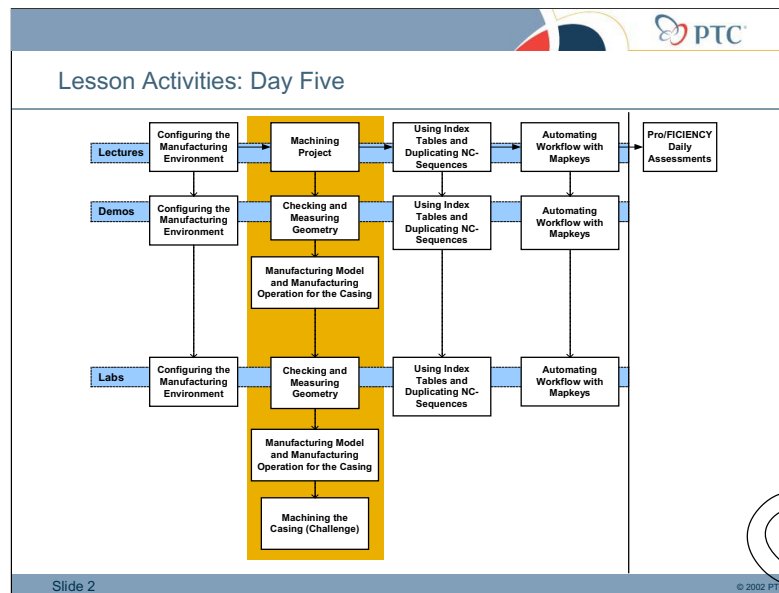 PTC
Lesson Activities: Day Five
Lectures
Configuring the
Manufacturing
Environment
Machining
Project
Using Index
Tables and
Duplicating NC-
Sequences
Automating
Workflow with
Mapkeys
Pro/FICIENCY
Daily
Assessments
Demos
Configuring the
Manufacturing
Environment
Checking and
Measuring
Geometry
Using Index
Tables and
Duplicating NC-
Sequences
Automating
Workflow with
Mapkeys
Manufacturing Model
and Manufacturing
Operation for the Casing
Labs
Configuring the
Manufacturing
Environment
Checking and
Measuring
Geometry
Using Index
Tables and
Duplicating NC-
Sequences
Automating
Workflow with
Mapkeys
Manufacturing Model
and Manufacturing
Operation for the Casing
Machining the
Casing (Challenge)
Slide 2
© 2002 PT